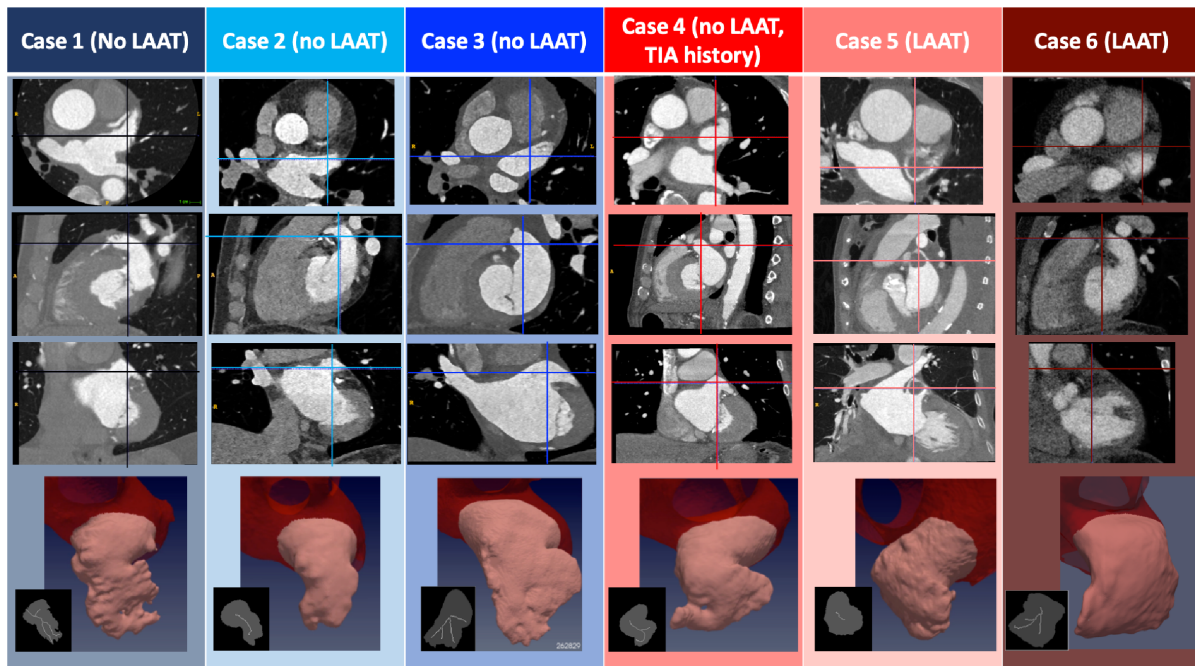 Case 1 (No LAAT)
Case 2 (no LAAT)
Case 3 (no LAAT)
Case 4 (no LAAT,
TIA history)
Case 5 (LAAT)
Case 6 (LAAT)
R
L
R
L
A
P
A
A
R
R
R
262829